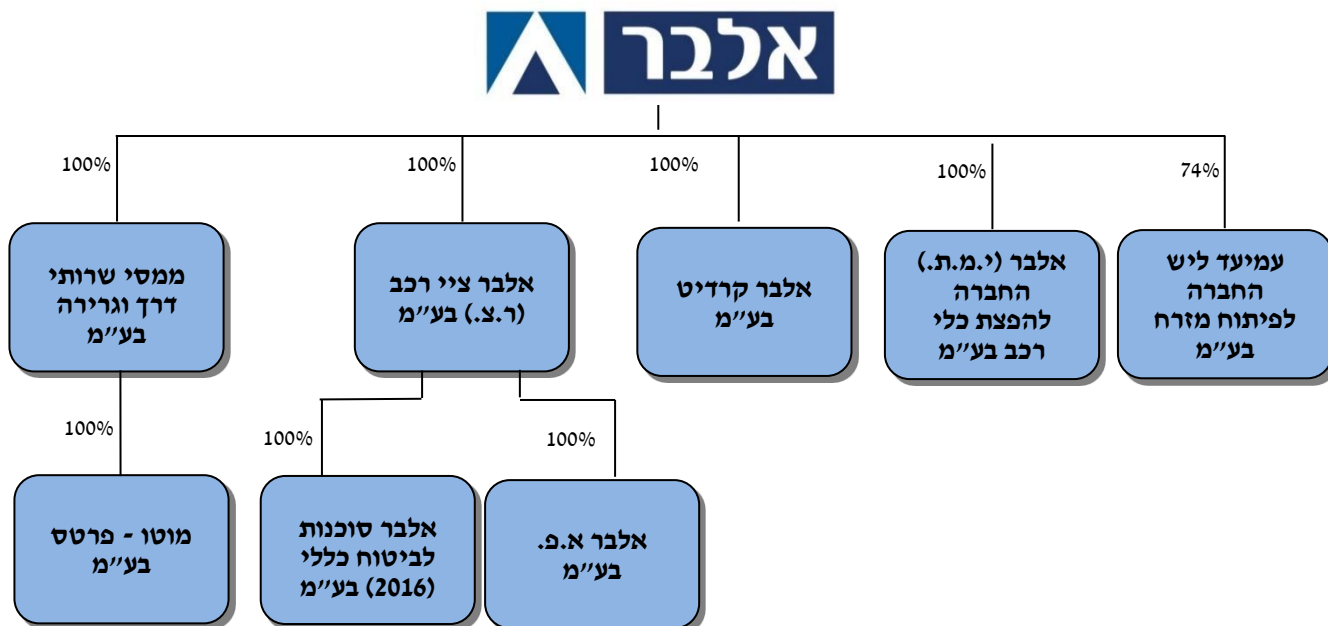 אלבר
100%
100%
100%
100%
74%
ממסי שרותי
דרך וגרירה
בע״מ
אלבר ציי רכב
(ר.צ.) בע״מ
אלבר קרדיט
בע״מ
אלבר (י.מ.ת.)
החברה
להפצת כלי
רכב בע״מ
עמיעד ליש
החברה
לפיתוח מזרח
בע״מ
100%
100%
100%
מוטו - פרטס
בע״מ
אלבר סוכנות
לביטוח כללי
(2016) בע״מ
אלבר א.פ.
בע״מ